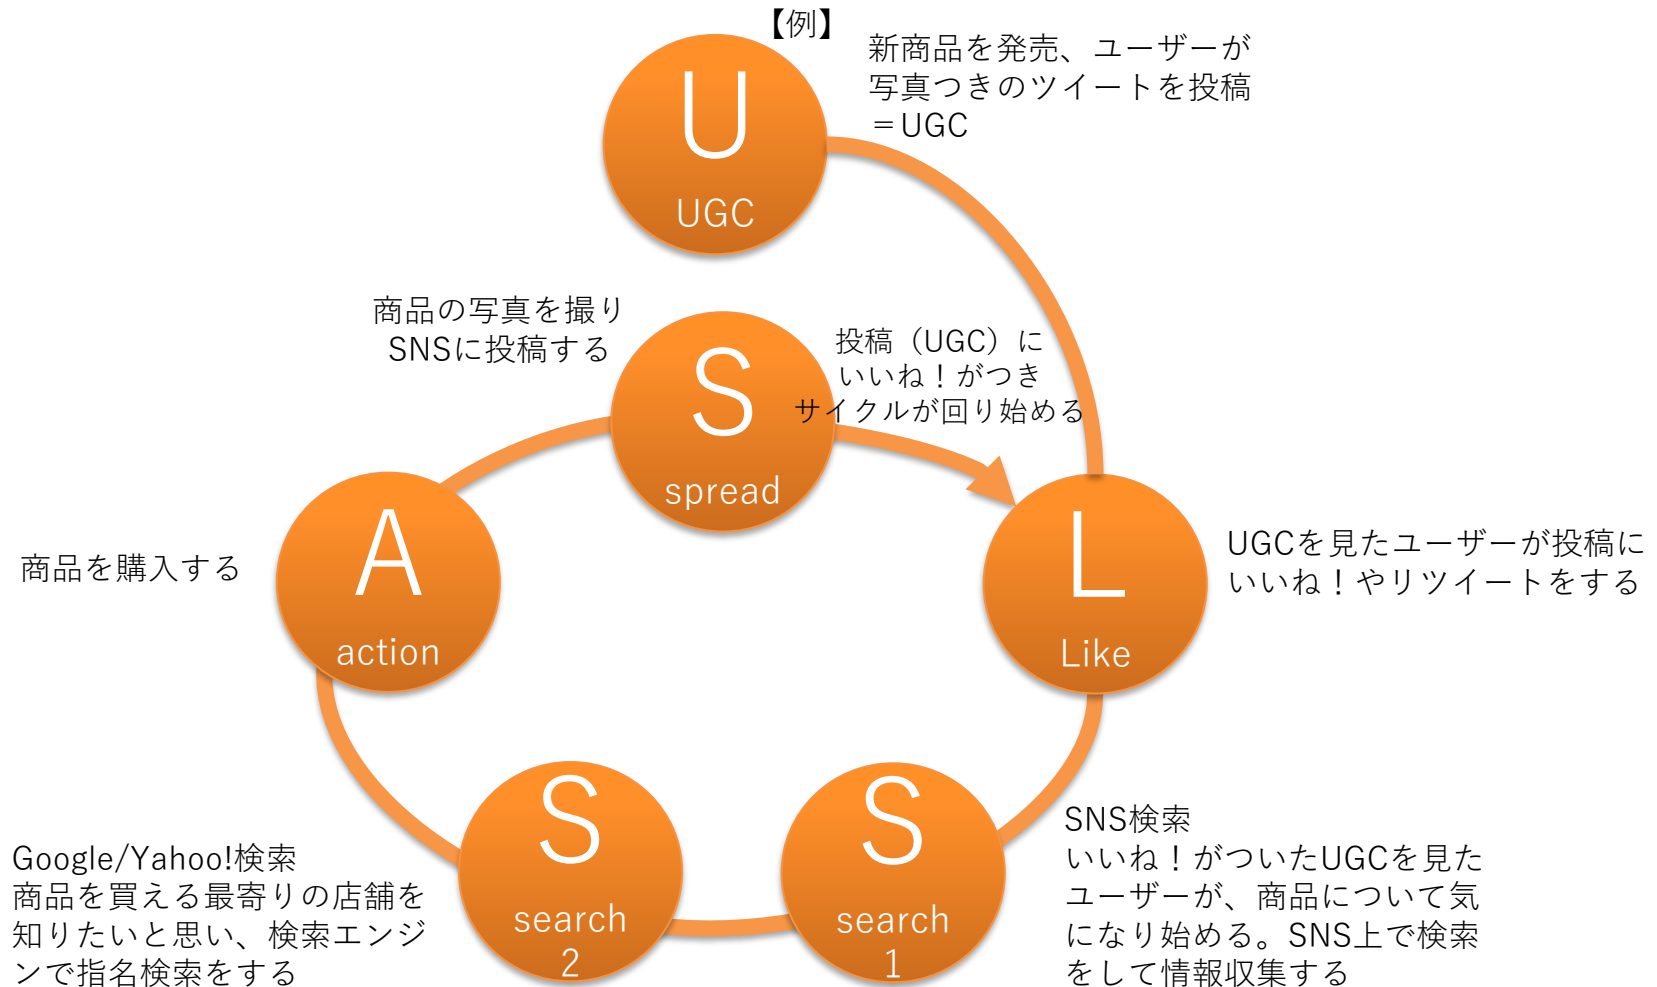 【例】
U
UGC
新商品を発売、ユーザーが
写真つきのツイートを投稿
＝UGC
商品の写真を撮り
SNSに投稿する
S
spread
投稿（UGC）に
いいね！がつき
サイクルが回り始める
L
Like
UGCを見たユーザーが投稿に
いいね！やリツイートをする
A
action
商品を購入する
S
search
1
SNS検索
いいね！がついたUGCを見た
ユーザーが、商品について気
になり始める。SNS上で検索
をして情報収集する
S
search
2
Google/Yahoo!検索
商品を買える最寄りの店舗を
知りたいと思い、検索エンジ
ンで指名検索をする